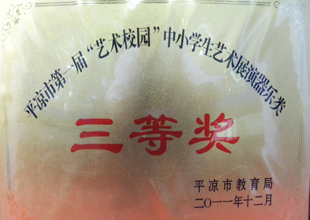 平凉市第一届“艺术校园”中小学生艺术展演器乐类
三等奖
平凉市教育局
二〇一一年十二月